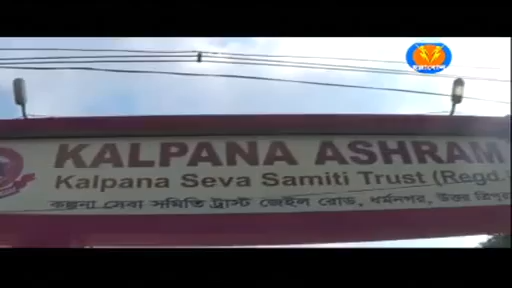 KALPANA ASHRAM
Kalpana Seva Samiti Trust (Regd.
কল্পনা সেবা সমিতি ট্রাস্ট জেইল রোড, ধর্মনগর, উত্তর ত্রিপুর